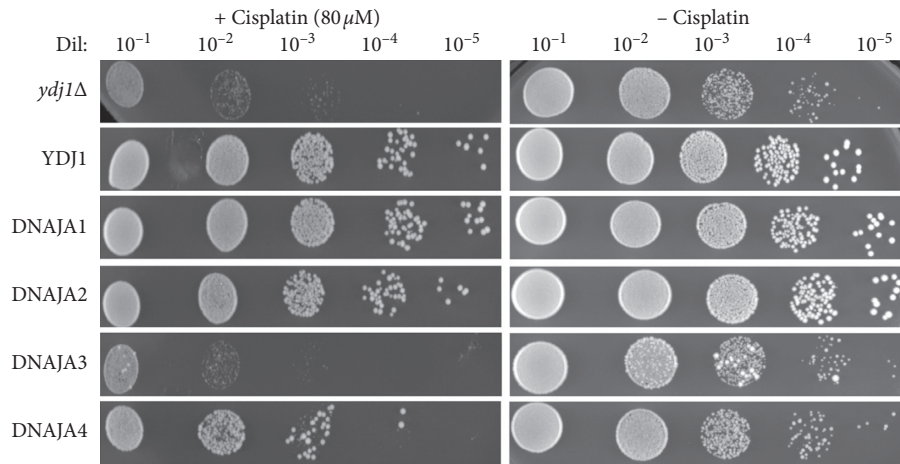 + Cisplatin (80 μM) – Cisplatin
Dil: 10⁻¹ 10⁻² 10⁻³ 10⁻⁴ 10⁻⁵ 10⁻¹ 10⁻² 10⁻³ 10⁻⁴ 10⁻⁵
ydj1Δ
YDJ1
DNAJA1
DNAJA2
DNAJA3
DNAJA4